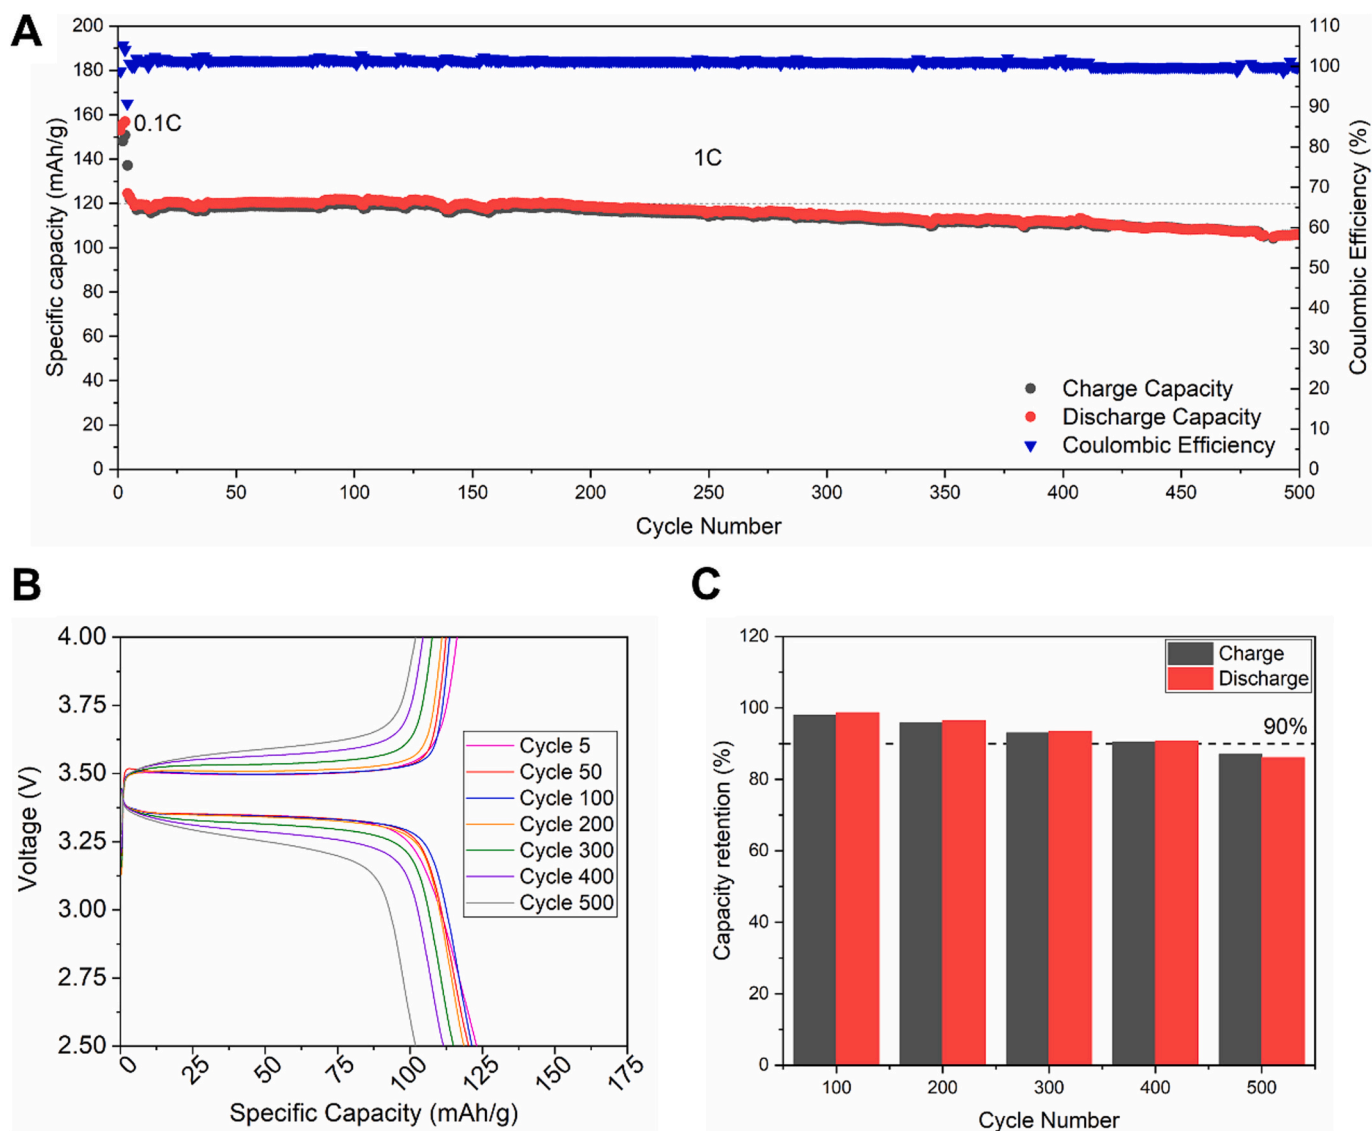 A
200
180
160
140
120
100
80
60
40
20
0
Specific capacity (mAh/g)
0.1C
1C
Charge Capacity
Discharge Capacity
Coulombic Efficiency
110
100
90
80
70
60
50
40
30
20
10
0
Coulombic Efficiency (%)
0 50 100 150 200 250 300 350 400 450 500
Cycle Number
B
4.00
3.75
3.50
3.25
3.00
2.75
2.50
Voltage (V)
Cycle 5
Cycle 50
Cycle 100
Cycle 200
Cycle 300
Cycle 400
Cycle 500
0 25 50 75 100 125 150 175
Specific Capacity (mAh/g)
C
120
100
80
60
40
20
0
Capacity retention (%)
Charge
Discharge
90%
100 200 300 400 500
Cycle Number